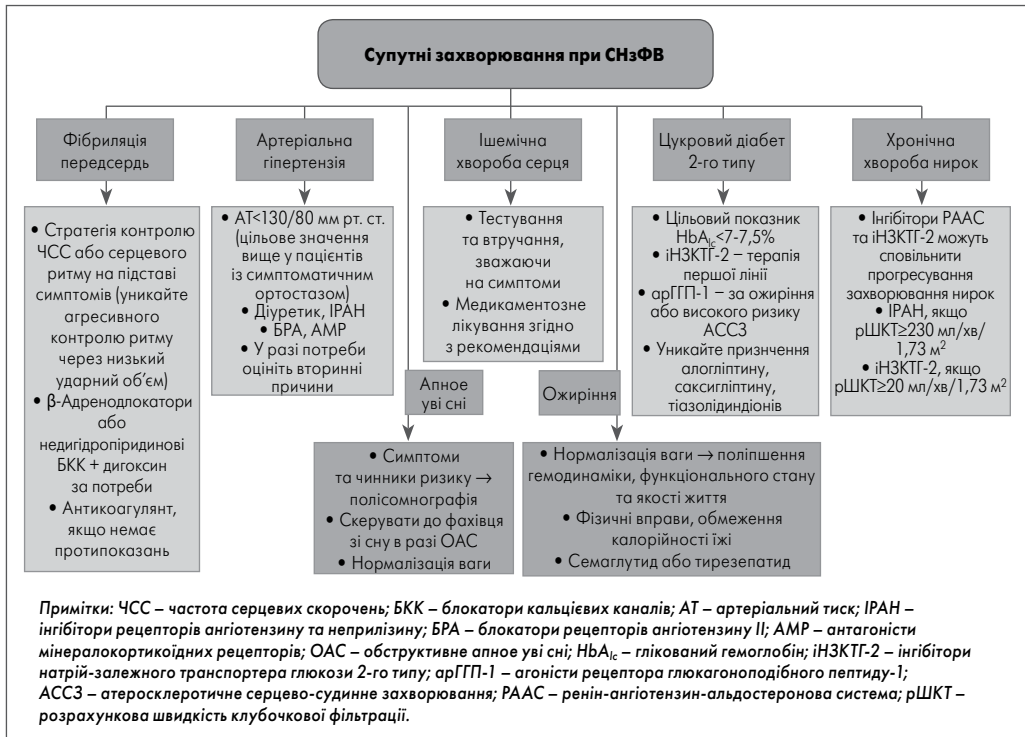 Супутні захворювання при СНзФВ
Фібриляція
передсердь
• Стратегія контролю
ЧСС або серцевого
ритму на підставі
симптомів (уникайте
агресивного
контролю ритму
через низький
ударний об’єм)
• β-Адренодлокатори
або
недигідропіридинові
БКК + дигоксин
за потреби
• Антикоагулянт,
якщо немає
протипоказань
Артеріальна
гіпертензія
• АТ<130/80 мм рт. ст.
(цільове значення
вище у пацієнтів
із симптоматичним
ортостазом)
• Діуретик, ІРАН
• БРА, АМР
• У разі потреби
оцініть вторинні
причини
Ішемічна
хвороба серця
• Тестування
та втручання,
зважаючи
на симптоми
• Медикаментозне
лікування згідно
з рекомендаціями
Цукровий діабет
2-го типу
• Цільовий показник
HbA1c<7-7,5%
• іНЗКТГ-2 – терапія
першої лінії
• арГГП-1 – за ожиріння
або високого ризику
АССЗ
• Уникайте признчення
алогліптину,
саксигліптину,
тіазолідиндіонів
Хронічна
хвороба нирок
• Інгібітори РААС
та іНЗКТГ-2 можуть
сповільнити
прогресування
захворювання нирок
• ІРАН, якщо
рШКТ≥230 мл/хв/
1,73 м²
• іНЗКТГ-2, якщо
рШКТ≥20 мл/хв/1,73 м²
Апное
уві сні
• Симптоми
та чинники ризику →
полісомнографія
• Скерувати до фахівця
зі сну в разі ОАС
• Нормалізація ваги
Ожиріння
• Нормалізація ваги → поліпшення
гемодинаміки, функціонального стану
та якості життя
• Фізичні вправи, обмеження
калорійності їжі
• Семаглутид або тирезепатид
Примітки: ЧСС – частота серцевих скорочень; БКК – блокатори кальцієвих каналів; АТ – артеріальний тиск; ІРАН –
інгібітори рецепторів ангіотензину та неприлізину; БРА – блокатори рецепторів ангіотензину II; АМР – антагоністи
мінералокортикоїдних рецепторів; ОАС – обструктивне апное уві сні; HbA1c – глікований гемоглобін; іНЗКТГ-2 – інгібітори
натрій-залежного транспортера глюкози 2-го типу; арГГП-1 – агоністи рецептора глюкагоноподібного пептиду-1;
АССЗ – атеросклеротичне серцево-судинне захворювання; РААС – ренін-ангіотензин-альдостеронова система; рШКТ –
розрахункова швидкість клубочкової фільтрації.